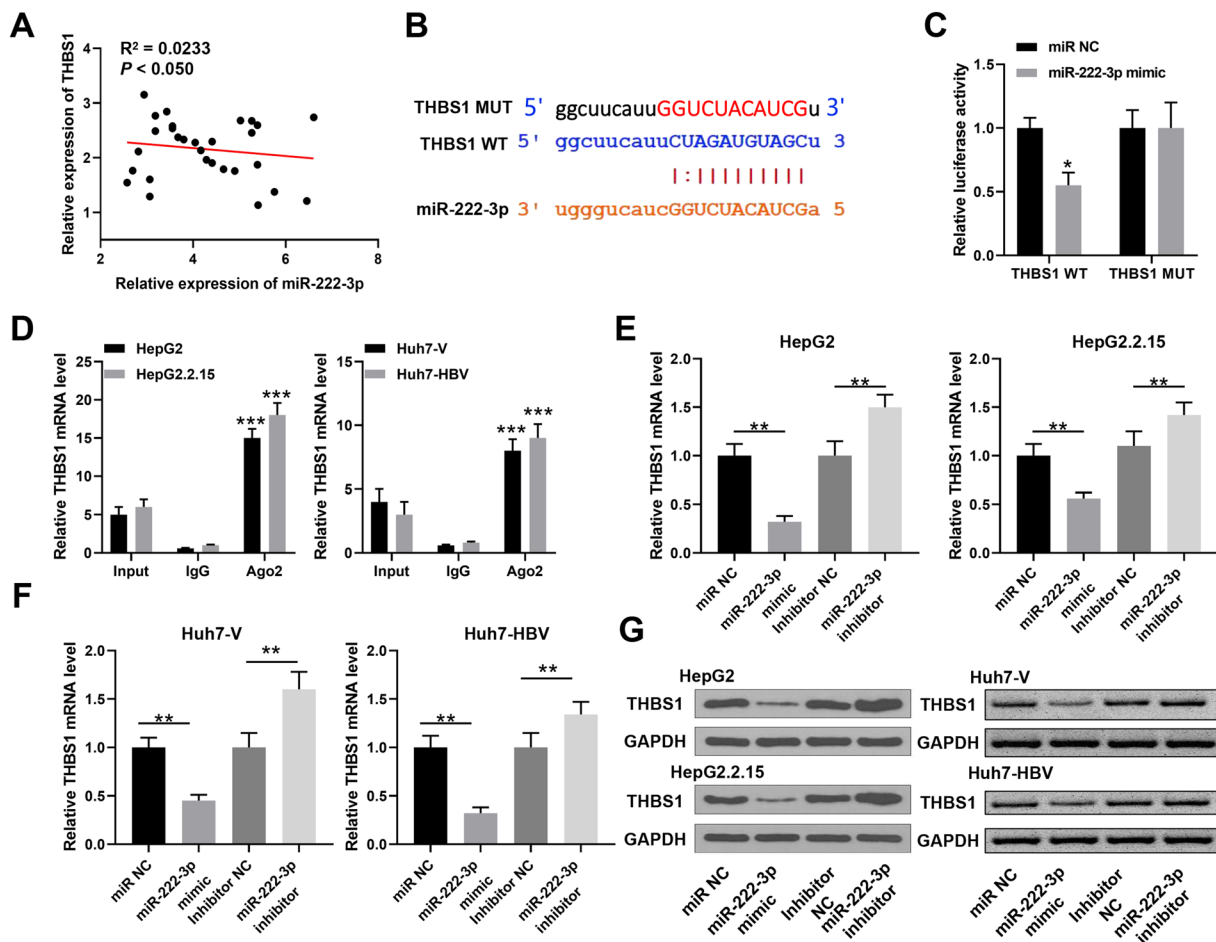 A
R² = 0.0233
P < 0.050
Relative expression of THBS1
4
3
2
1
2
4
6
8
Relative expression of miR-222-3p
B
THBS1 MUT 5' ggcuucauuGGUCUACAUCGu 3'
THBS1 WT 5' ggcuucauuCUAGAUGUAGCu 3
|:|||||||||
miR-222-3p 3' ugggucaucGGUCUACAUCGa 5
C
miR NC
miR-222-3p mimic
Relative luciferase activity
1.5
1.0
0.5
0.0
*
THBS1 WT
THBS1 MUT
D
HepG2
HepG2.2.15
Relative THBS1 mRNA level
25
20
15
10
5
0
*** ***
Input
IgG
Ago2
Huh7-V
Huh7-HBV
Relative THBS1 mRNA level
10
5
0
*** ***
Input
IgG
Ago2
E
HepG2
Relative THBS1 mRNA level
2.0
1.5
1.0
0.5
0.0
**
**
miR NC
miR-222-3p
mimic
Inhibitor NC
miR-222-3p
inhibitor
HepG2.2.15
Relative THBS1 mRNA level
2.0
1.5
1.0
0.5
0.0
**
**
miR NC
miR-222-3p
mimic
Inhibitor NC
miR-222-3p
inhibitor
F
Huh7-V
Relative THBS1 mRNA level
2.0
1.5
1.0
0.5
0.0
**
**
miR NC
miR-222-3p
mimic
Inhibitor NC
miR-222-3p
inhibitor
Huh7-HBV
Relative THBS1 mRNA level
2.0
1.5
1.0
0.5
0.0
**
**
miR NC
miR-222-3p
mimic
Inhibitor NC
miR-222-3p
inhibitor
G
HepG2
THBS1
GAPDH
HepG2.2.15
THBS1
GAPDH
miR NC
miR-222-3p
mimic
Inhibitor
NC
miR-222-3p
inhibitor
Huh7-V
THBS1
GAPDH
Huh7-HBV
THBS1
GAPDH
miR NC
miR-222-3p
mimic
Inhibitor
NC
miR-222-3p
inhibitor